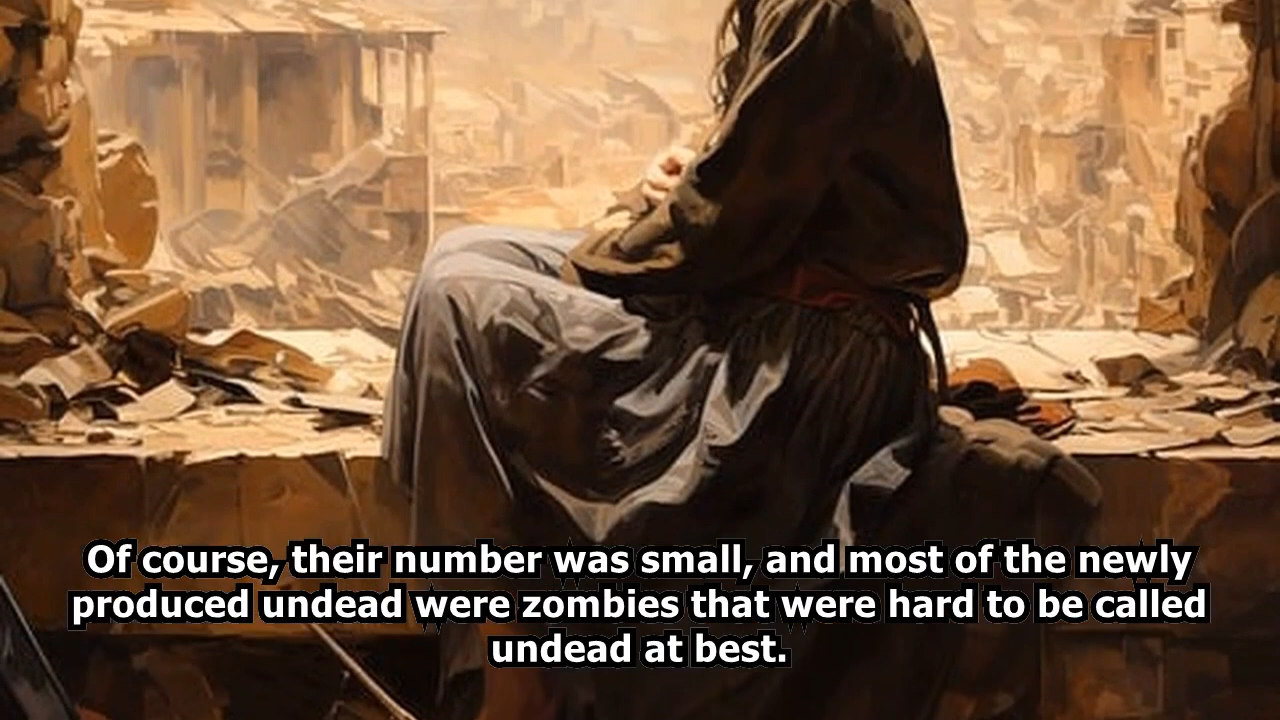 Of course, their number was small, and most of the newly
produced undead were zombies that were hard to be called
undead at best.